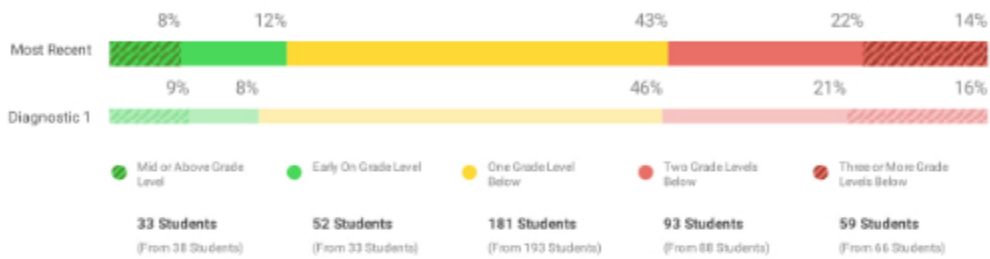 8% 12% 43% 22% 14%
Most Recent
9% 8% 46% 21% 16%
Diagnostic 1
Mid or Above Grade Level
Early On Grade Level
One Grade Level Below
Two Grade Levels Below
Three or More Grade Levels Below
33 Students 52 Students 181 Students 93 Students 59 Students
(From 38 Students) (From 33 Students) (From 193 Students) (From 88 Students) (From 66 Students)